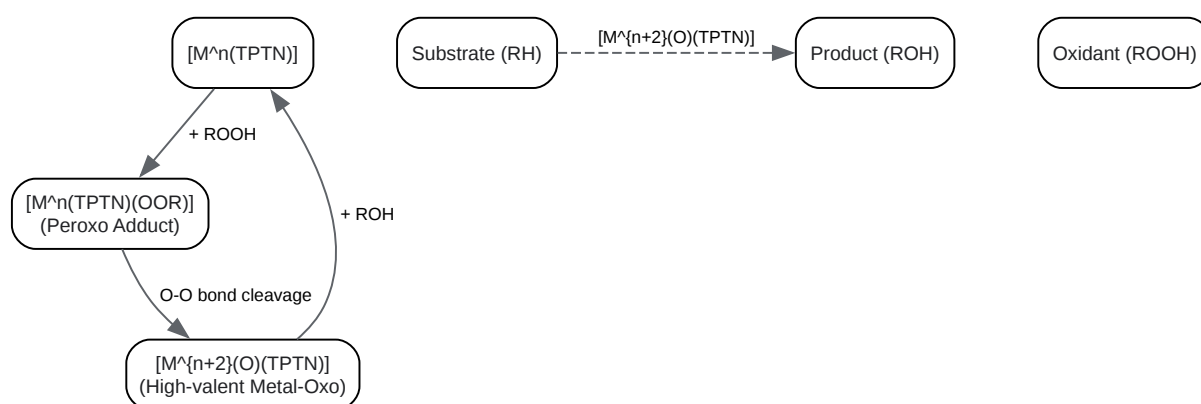 [M^n(TPTN)]
Substrate (RH)
[M^{n+2}(O)(TPTN)]
Product (ROH)
Oxidant (ROOH)
+ ROOH
[M^n(TPTN)(OOR)]
(Peroxo Adduct)
+ ROH
O-O bond cleavage
[M^{n+2}(O)(TPTN)]
(High-valent Metal-Oxo)